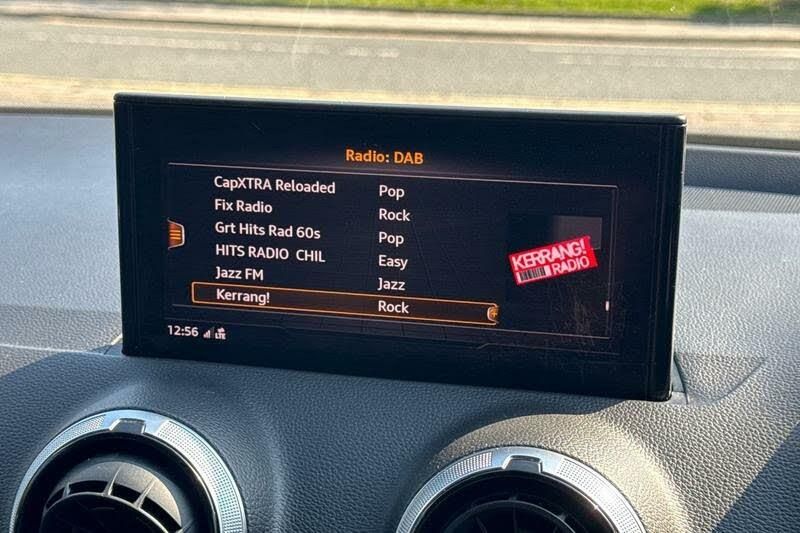 Radio: DAB
CapXTRA Reloaded Pop
Fix Radio Rock
Grt Hits Rad 60s Pop
HITS RADIO CHIL Easy
Jazz FM Jazz
Kerrang! Rock
KERRANG!
RADIO
12:56 LTE